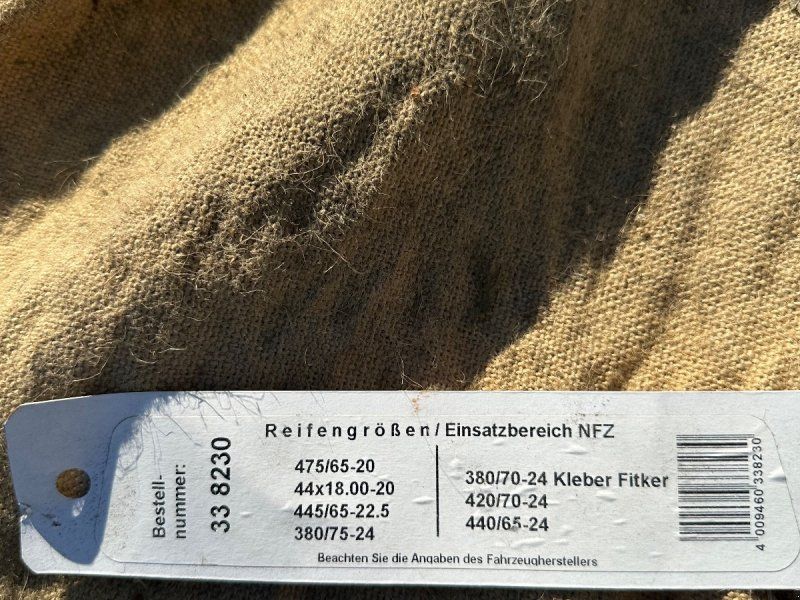 Reifengrößen/Einsatzbereich NFZ
Bestell-
nummer:
33 8230
475/65-20
44x18.00-20
445/65-22.5
380/75-24
380/70-24 Kleber Fitker
420/70-24
440/65-24
Beachten Sie die Angaben des Fahrzeugherstellers
4 009460 338230